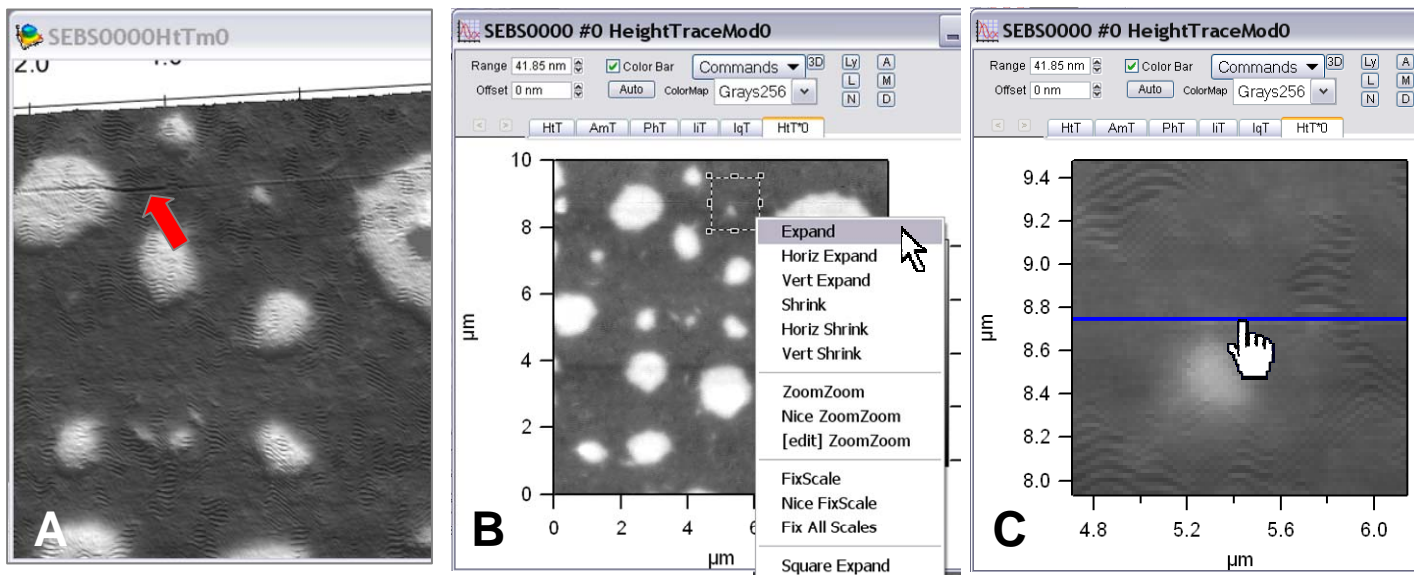 SEBS0000HtTm0
2.0
A
SEBS0000 #0 HeightTraceMod0
Range 41.85 nm Color Bar Commands 3D Ly A
Offset 0 nm Auto ColorMap Grays256 L M
N D
< > HtT AmT PhT IiT IqT HtT*0
10
8
6
4
2
0
0 2 4 6
µm
µm
B
Expand
Horiz Expand
Vert Expand
Shrink
Horiz Shrink
Vert Shrink
ZoomZoom
Nice ZoomZoom
[edit] ZoomZoom
FixScale
Nice FixScale
Fix All Scales
Square Expand
SEBS0000 #0 HeightTraceMod0
Range 41.85 nm Color Bar Commands 3D Ly A
Offset 0 nm Auto ColorMap Grays256 L M
N D
< > HtT AmT PhT IiT IqT HtT*0
9.4
9.2
9.0
8.8
8.6
8.4
8.2
8.0
4.8 5.2 5.6 6.0
µm
µm
C